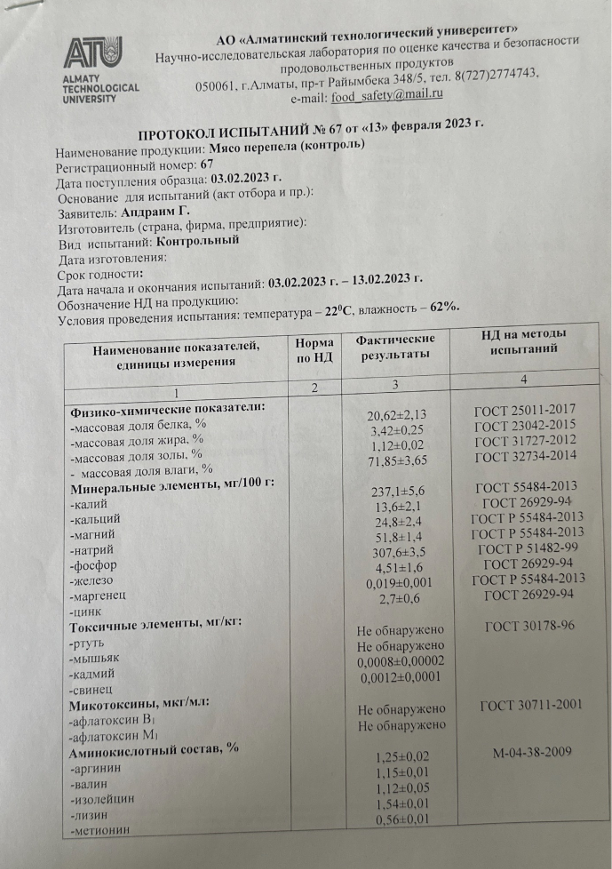 ATU
ALMATY
TECHNOLOGICAL
UNIVERSITY
АО «Алматинский технологический университет»
Научно-исследовательская лаборатория по оценке качества и безопасности
продовольственных продуктов
050061, г.Алматы, пр-т Райымбека 348/5, тел. 8(727)2774743,
e-mail: food_safety@mail.ru
ПРОТОКОЛ ИСПЫТАНИЙ № 67 от «13» февраля 2023 г.
Наименование продукции: Мясо перепела (контроль)
Регистрационный номер: 67
Дата поступления образца: 03.02.2023 г.
Основание для испытаний (акт отбора и пр.):
Заявитель: Апдраим Г.
Изготовитель (страна, фирма, предприятие):
Вид испытаний: Контрольный
Дата изготовления:
Срок годности:
Дата начала и окончания испытаний: 03.02.2023 г. – 13.02.2023 г.
Обозначение НД на продукцию:
Условия проведения испытания: температура – 22⁰С, влажность – 62%.
Наименование показателей, Норма Фактические НД на методы
единицы измерения по НД результаты испытаний
1 2 3 4
Физико-химические показатели:
-массовая доля белка, % 20,62±2,13 ГОСТ 25011-2017
-массовая доля жира, % 3,42±0,25 ГОСТ 23042-2015
-массовая доля золы, % 1,12±0,02 ГОСТ 31727-2012
- массовая доля влаги, % 71,85±3,65 ГОСТ 32734-2014
Минеральные элементы, мг/100 г:
-калий 237,1±5,6 ГОСТ 55484-2013
-кальций 13,6±2,1 ГОСТ 26929-94
-магний 24,8±2,4 ГОСТ Р 55484-2013
-натрий 51,8±1,4 ГОСТ Р 55484-2013
-фосфор 307,6±3,5 ГОСТ Р 51482-99
-железо 4,51±1,6 ГОСТ 26929-94
-маргенец 0,019±0,001 ГОСТ Р 55484-2013
-цинк 2,7±0,6 ГОСТ 26929-94
Токсичные элементы, мг/кг:
-ртуть Не обнаружено ГОСТ 30178-96
-мышьяк Не обнаружено
-кадмий 0,0008±0,00002
-свинец 0,0012±0,0001
Микотоксины, мкг/мл:
-афлатоксин В₁ Не обнаружено ГОСТ 30711-2001
-афлатоксин М₁ Не обнаружено
Аминокислотный состав, %
-аргинин 1,25±0,02 М-04-38-2009
-валин 1,15±0,01
-изолейцин 1,12±0,05
-лизин 1,54±0,01
-метионин 0,56±0,01